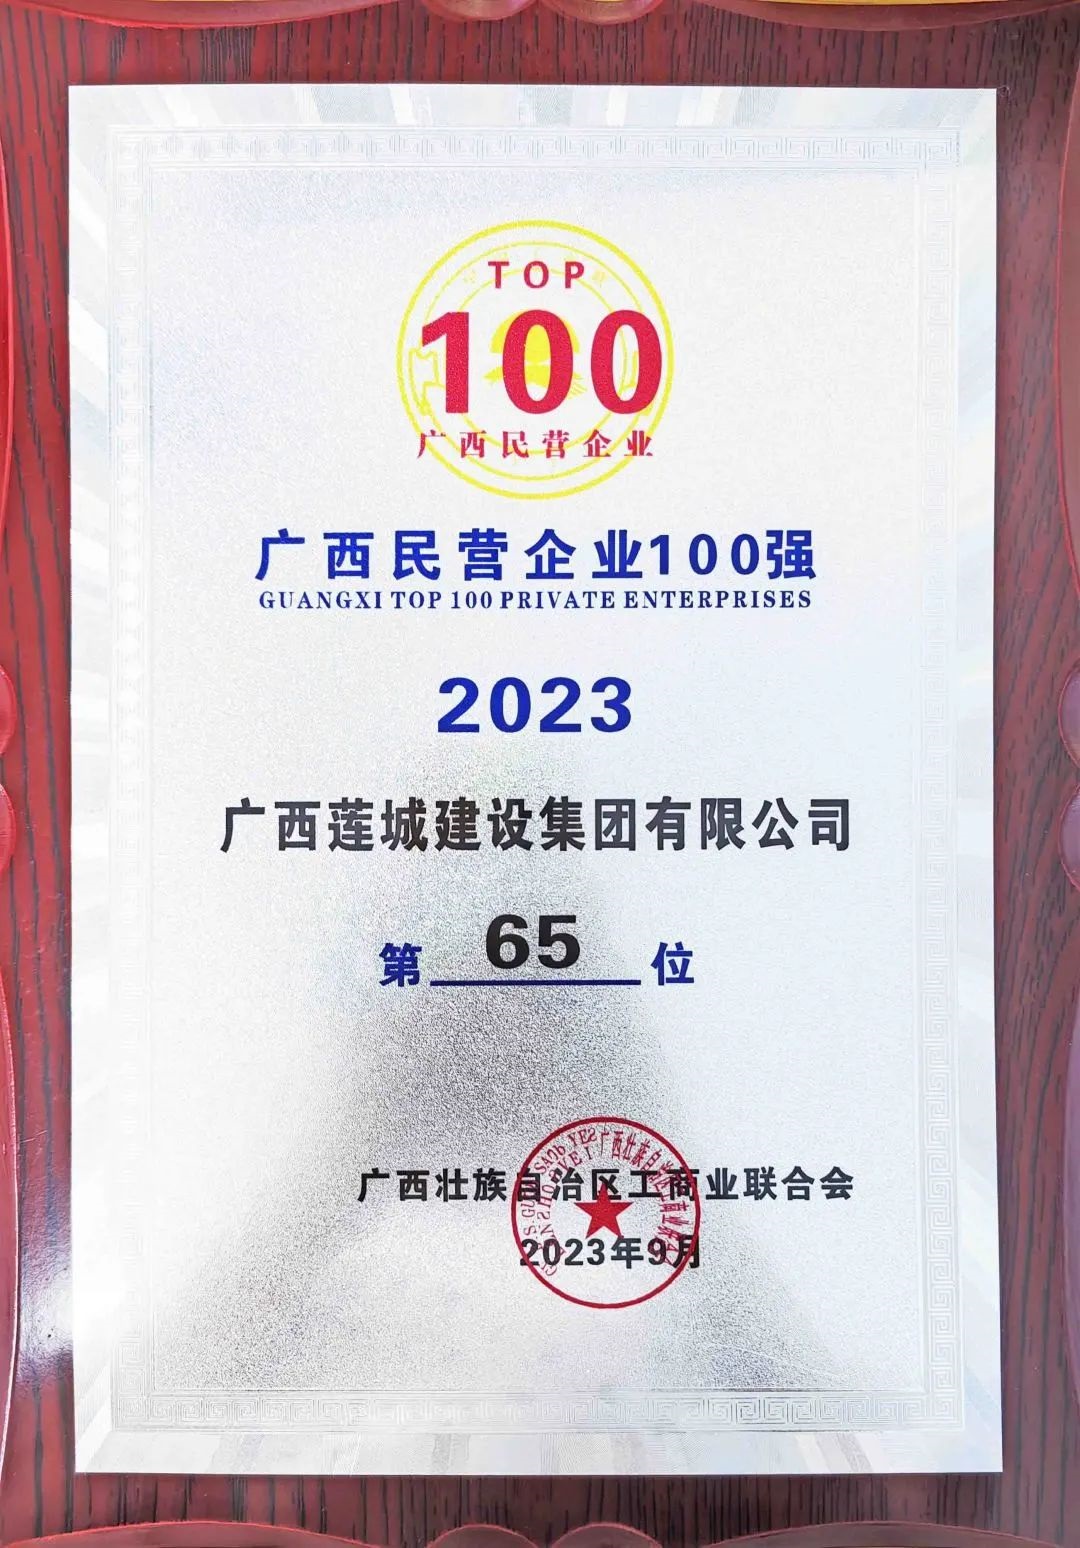 TOP
100
广西民营企业
广西民营企业100强
GUANGXI TOP 100 PRIVATE ENTERPRISES
2023
广西莲城建设集团有限公司
第 65 位
广西壮族自治区工商业联合会
2023年9月